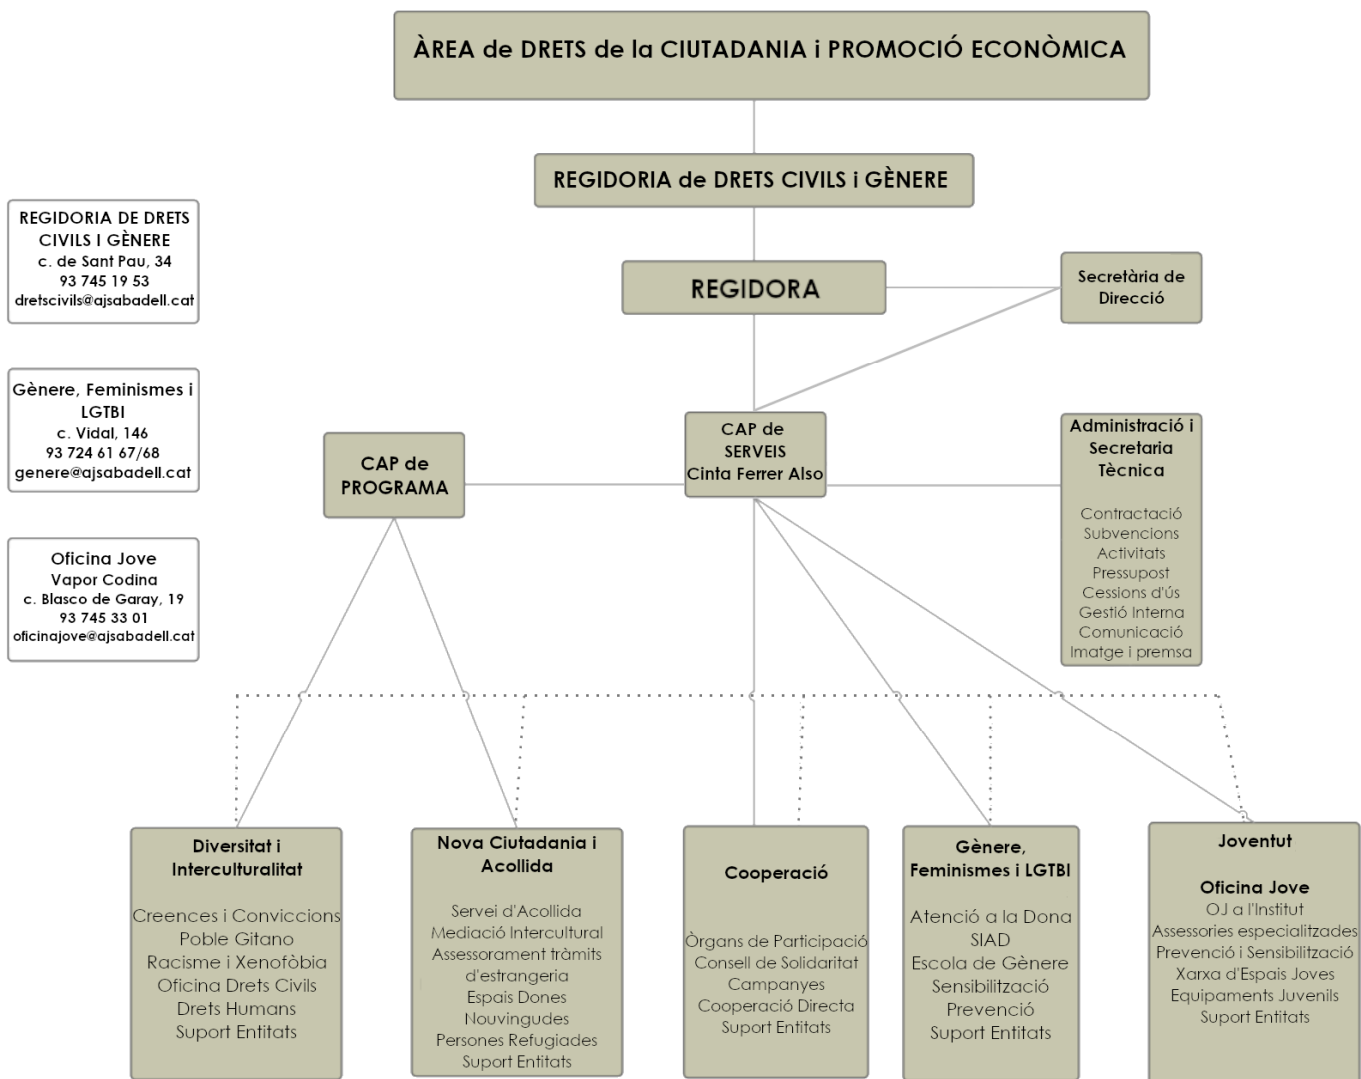 ÀREA de DRETS de la CIUTADANIA i PROMOCIÓ ECONÒMICA
REGIDORIA de DRETS CIVILS i GÈNERE
REGIDORA
Secretària de
Direcció
REGIDORIA DE DRETS
CIVILS I GÈNERE
c. de Sant Pau, 34
93 745 19 53
dretscivils@ajsabadell.cat
Gènere, Feminismes i
LGTBI
c. Vidal, 146
93 724 61 67/68
genere@ajsabadell.cat
Oficina Jove
Vapor Codina
c. Blasco de Garay, 19
93 745 33 01
oficinajove@ajsabadell.cat
CAP de
PROGRAMA
CAP de
SERVEIS
Cinta Ferrer Also
Administració i
Secretaria
Tècnica
Contractació
Subvencions
Activitats
Pressupost
Cessions d'ús
Gestió Interna
Comunicació
Imatge i premsa
Diversitat i
Interculturalitat
Creences i Conviccions
Poble Gitano
Racisme i Xenofòbia
Oficina Drets Civils
Drets Humans
Suport Entitats
Nova Ciutadania i
Acollida
Servei d'Acollida
Mediació Intercultural
Assessorament tràmits
d'estrangeria
Espais Dones
Nouvingudes
Persones Refugiades
Suport Entitats
Cooperació
Òrgans de Participació
Consell de Solidaritat
Campanyes
Cooperació Directa
Suport Entitats
Gènere,
Feminismes i LGTBI
Atenció a la Dona
SIAD
Escola de Gènere
Sensibilització
Prevenció
Suport Entitats
Joventut
Oficina Jove
OJ a l'Institut
Assessories especialitzades
Prevenció i Sensibilització
Xarxa d'Espais Joves
Equipaments Juvenils
Suport Entitats